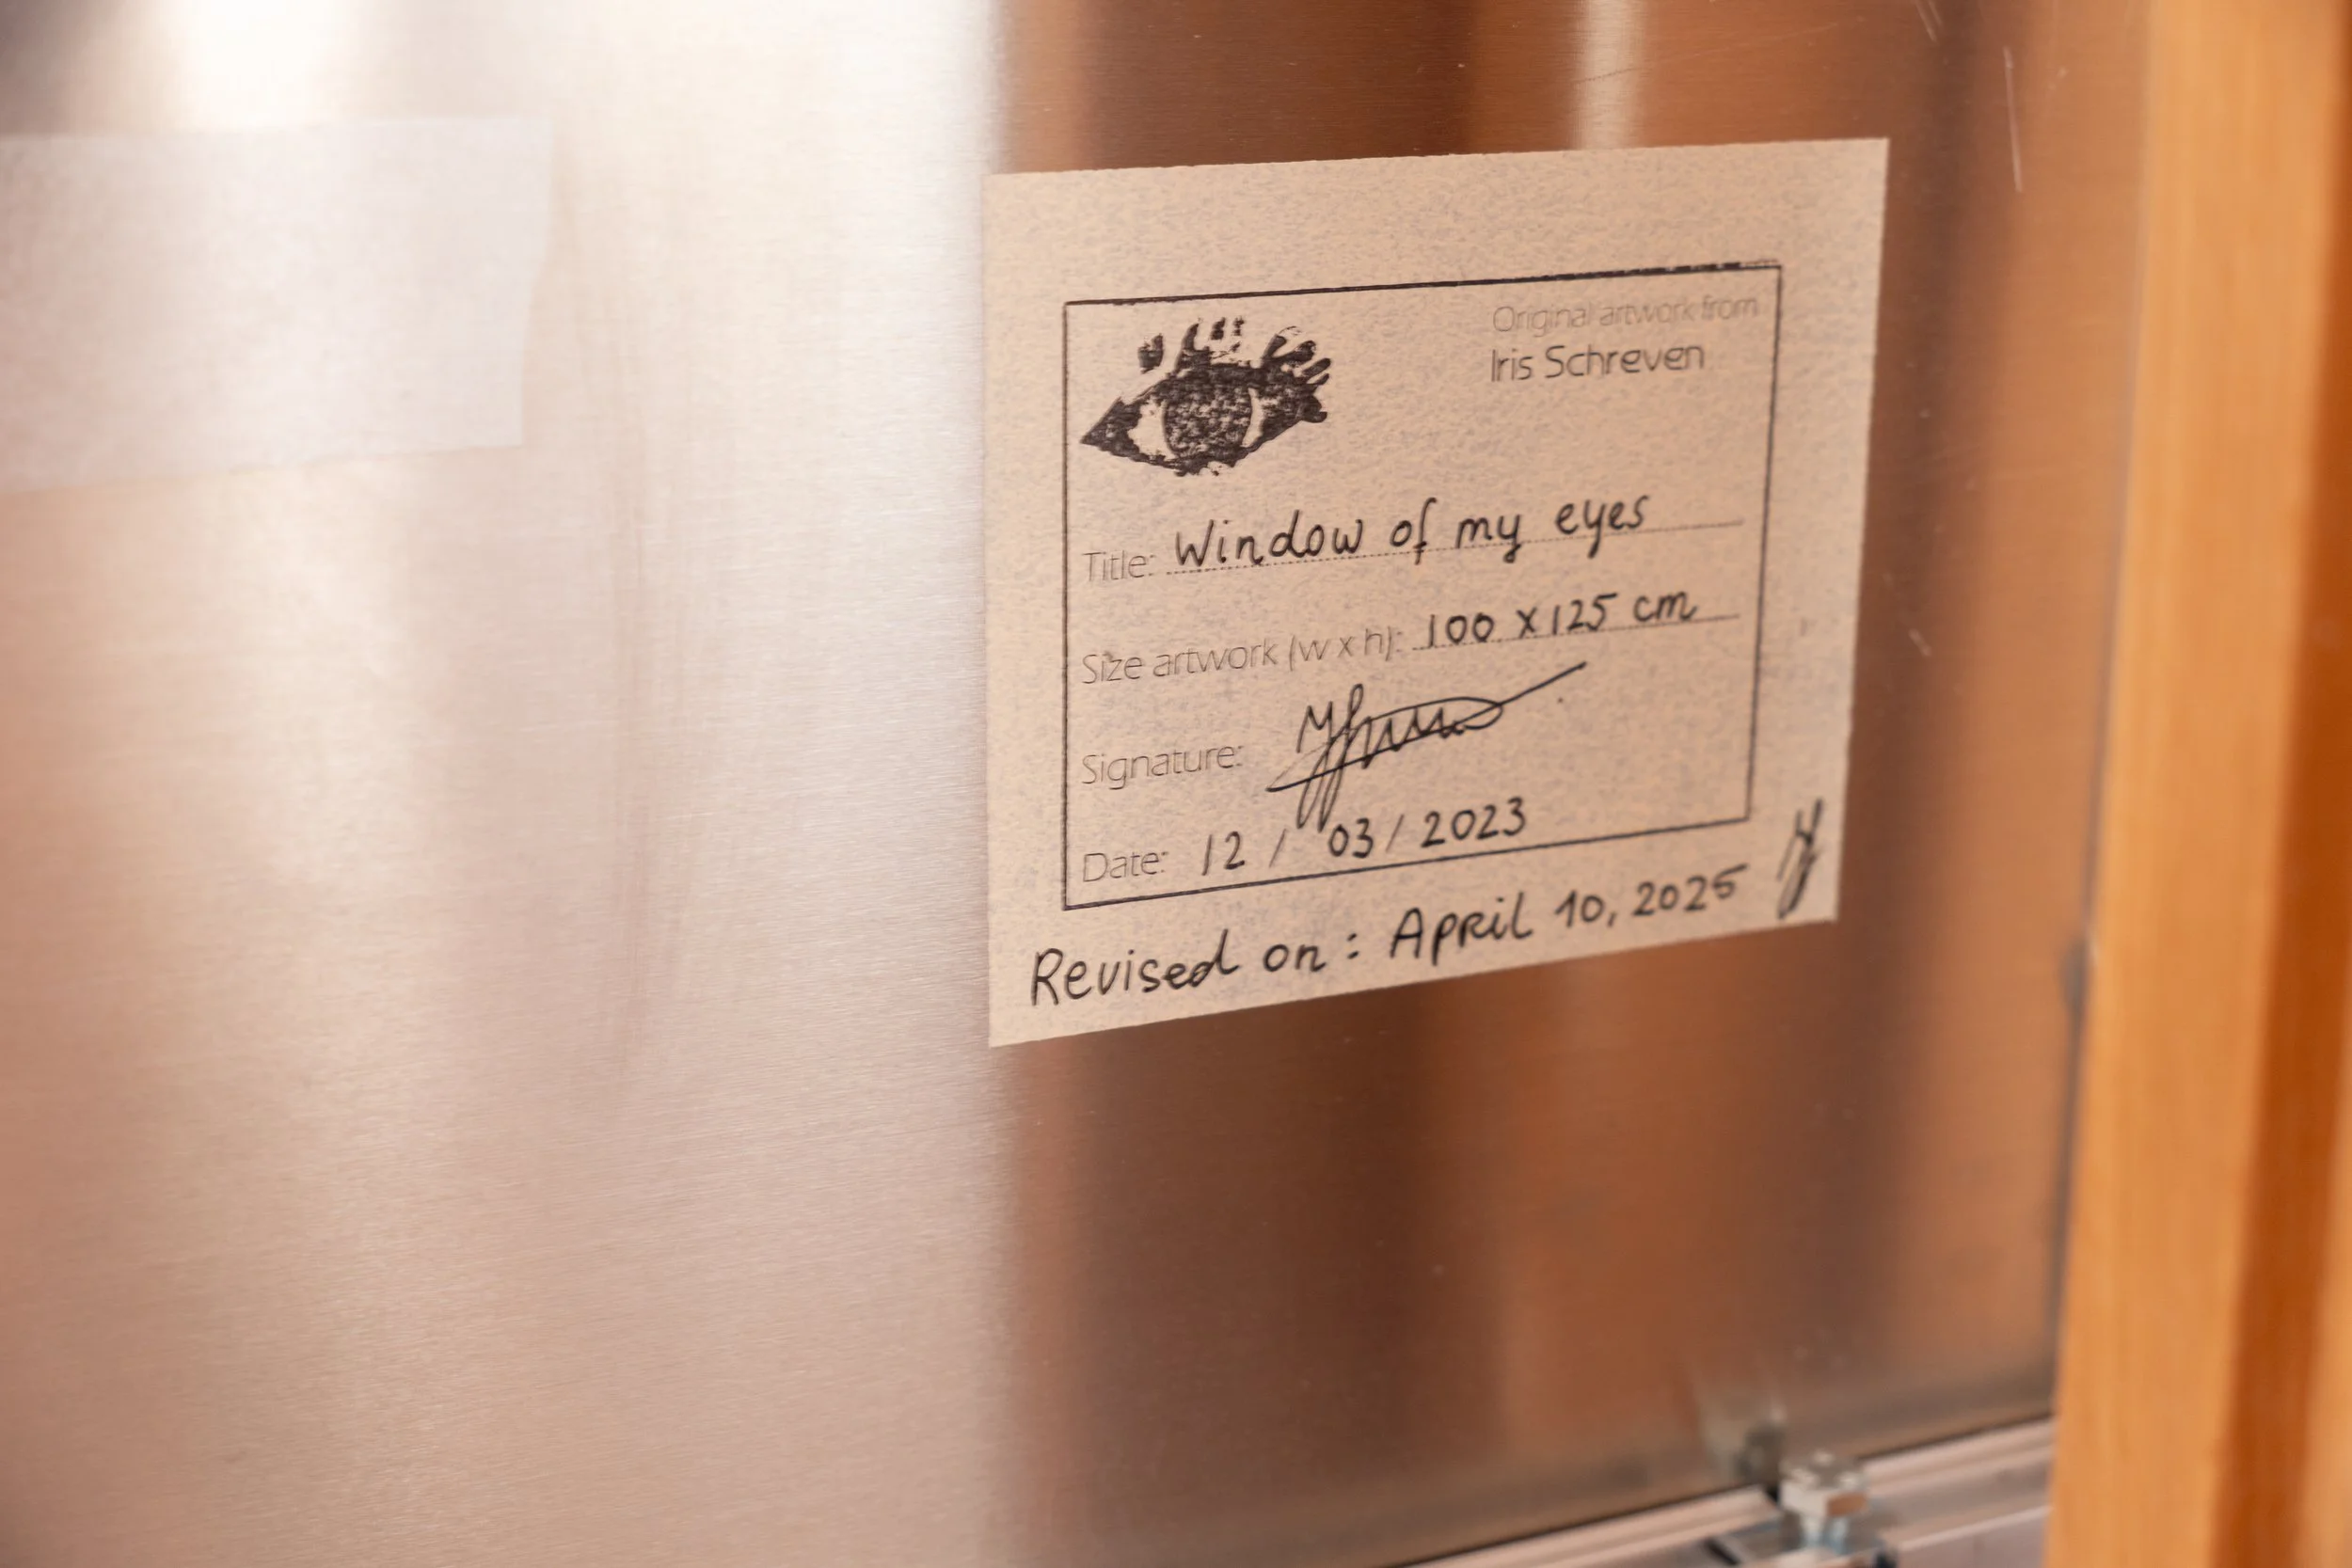 Original artwork from
Iris Schreven
Title: Window of my eyes
Size artwork (w x h): 100 x 125 cm
Signature:
Date: 12 / 03 / 2023
Revised on: April 10, 2025